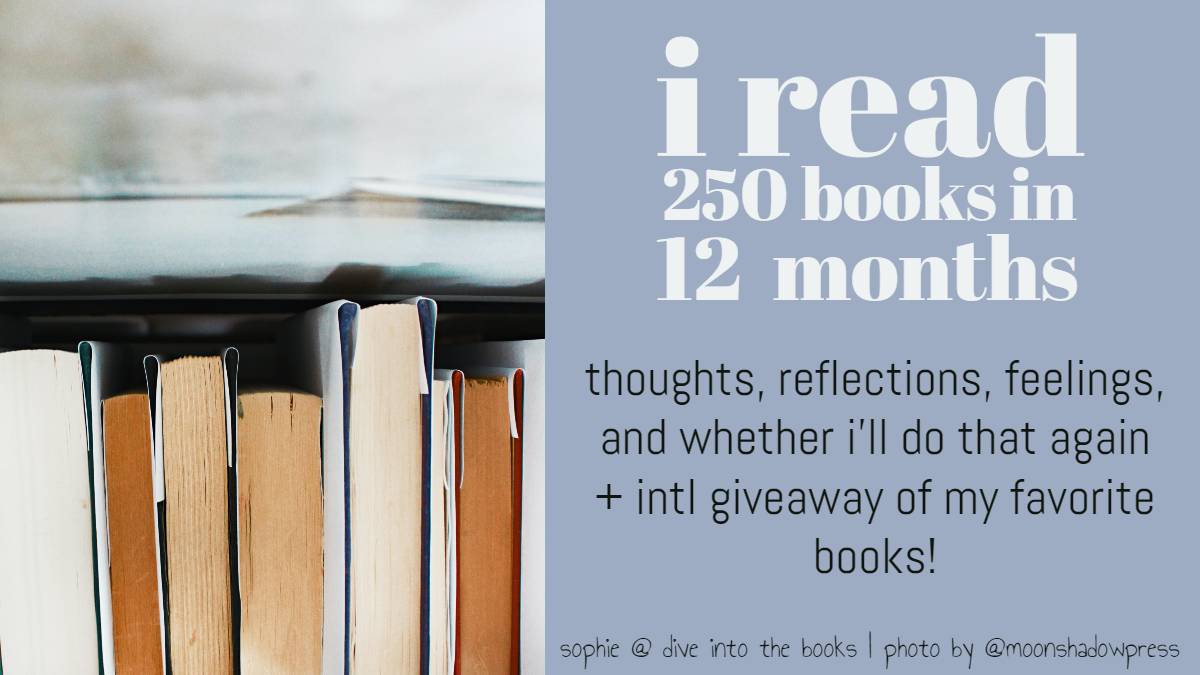 i read
250 books in
12 months
thoughts, reflections, feelings,
and whether i'll do that again
+ intl giveaway of my favorite
books!
sophie @ dive into the books | photo by @moonshadowpress